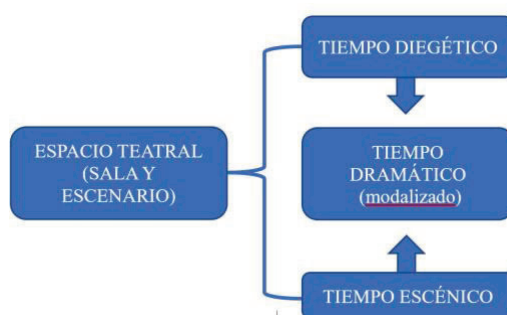 TIEMPO DIEGÉTICO
ESPACIO TEATRAL
(SALA Y
ESCENARIO)
TIEMPO
DRAMÁTICO
(modalizado)
TIEMPO ESCÉNICO